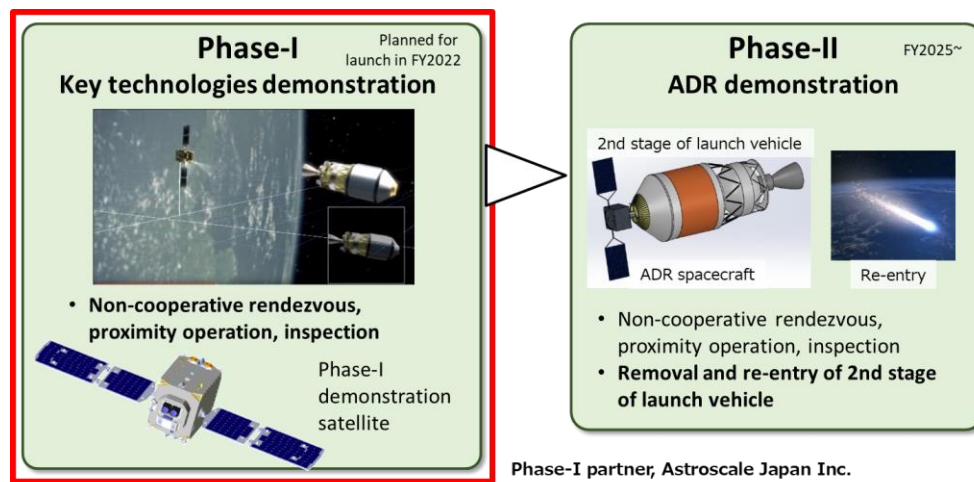 Phase-I
Planned for
launch in FY2022
Key technologies demonstration
• Non-cooperative rendezvous,
proximity operation, inspection
Phase-I
demonstration
satellite
Phase-II
FY2025~
ADR demonstration
2nd stage of launch vehicle
ADR spacecraft
Re-entry
• Non-cooperative rendezvous,
proximity operation, inspection
• Removal and re-entry of 2nd stage
of launch vehicle
Phase-I partner, Astroscale Japan Inc.